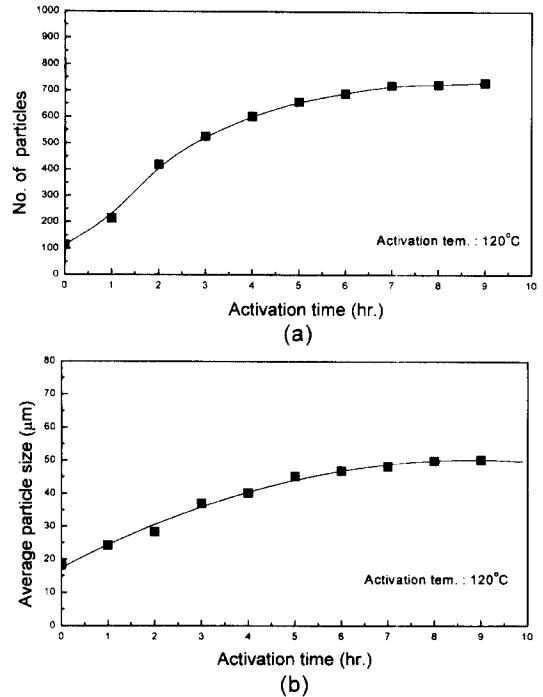 1000
900
800
700
600
500
400
300
200
100
0
No. of particles
Activation tem. : 120°C
0 1 2 3 4 5 6 7 8 9 10
Activation time (hr.)
(a)
80
70
60
50
40
30
20
10
0
Average particle size (μm)
Activation tem. : 120°C
0 1 2 3 4 5 6 7 8 9 10
Activation time (hr.)
(b)